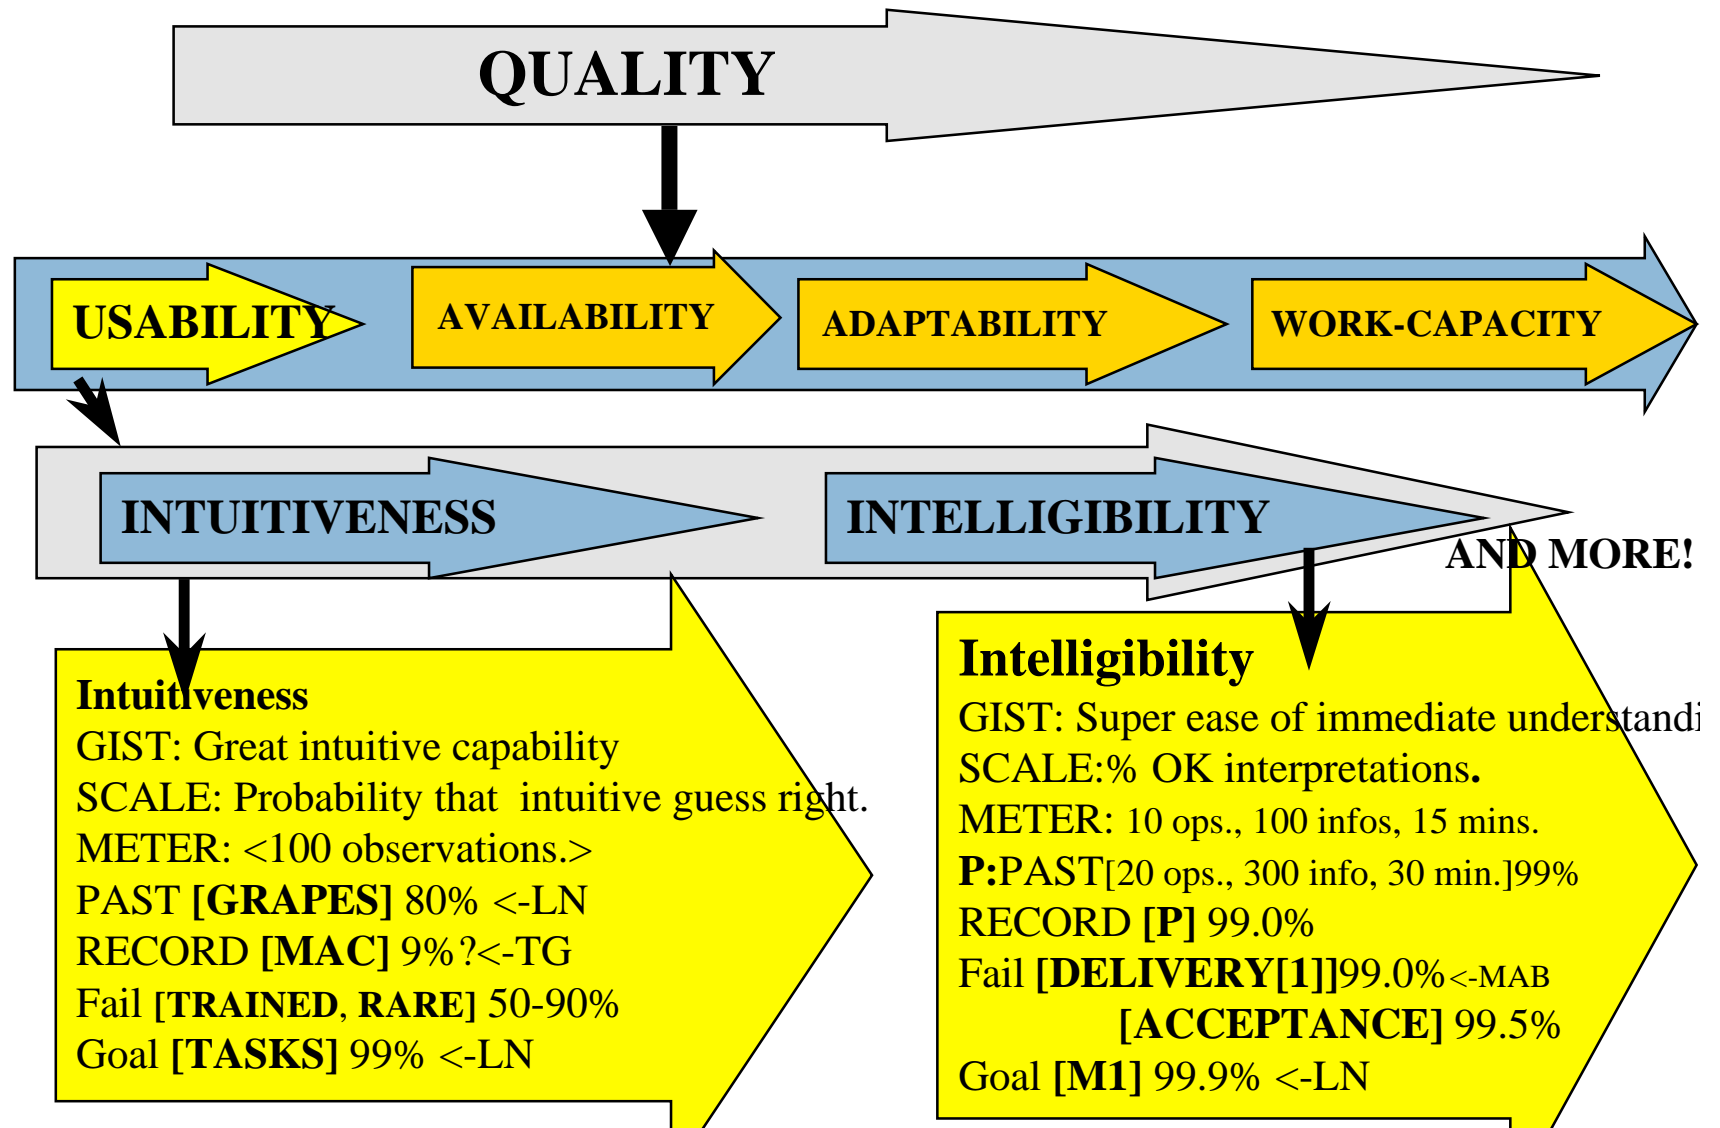 QUALITY
USABILITY
AVAILABILITY
ADAPTABILITY
WORK-CAPACITY
INTUITIVENESS
INTELLIGIBILITY
AND MORE!
Intuitiveness
GIST: Great intuitive capability
SCALE: Probability that  intuitive guess right.
METER: <100 observations.>
PAST [GRAPES] 80% <-LN
RECORD [MAC] 9%?<-TG
Fail [TRAINED, RARE] 50-90%
Goal [TASKS] 99% <-LN
Intelligibility
GIST: Super ease of immediate understandi
SCALE:% OK interpretations.
METER: 10 ops., 100 infos, 15 mins.
P:PAST[20 ops., 300 info, 30 min.]99%
RECORD [P] 99.0%
Fail [DELIVERY[1]]99.0%<-MAB
[ACCEPTANCE] 99.5%
Goal [M1] 99.9% <-LN